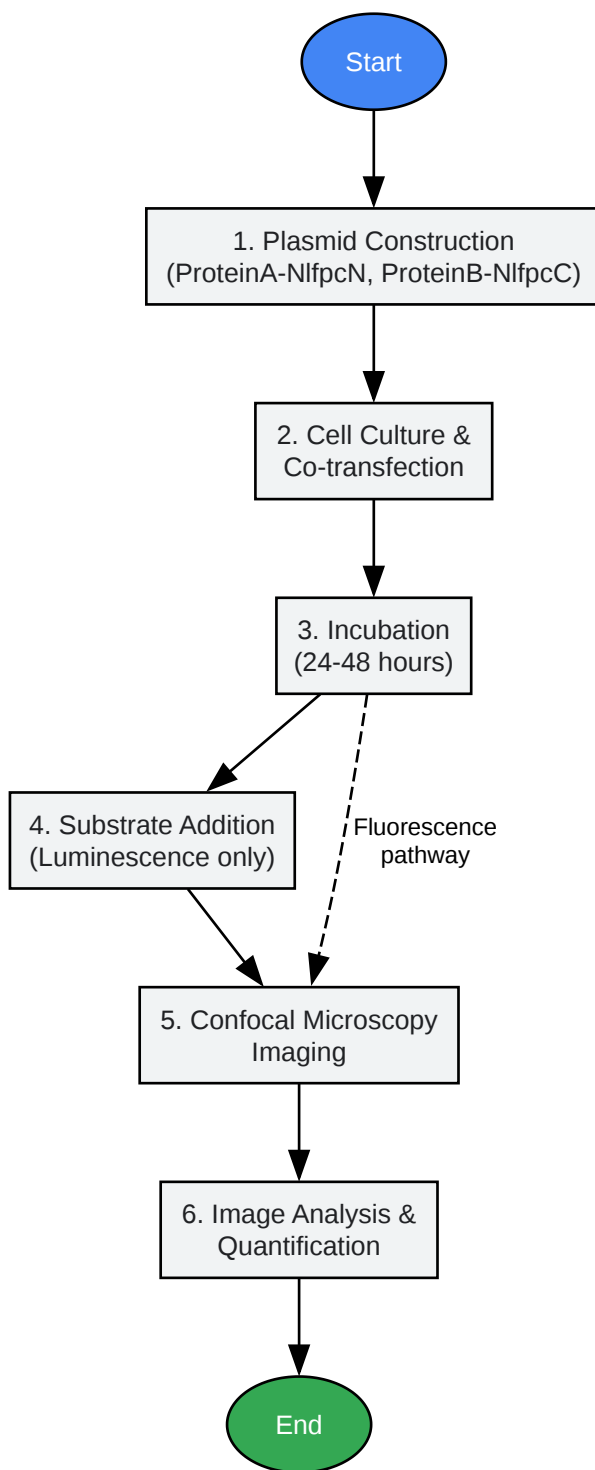 Start
1. Plasmid Construction
(ProteinA-NlfpcN, ProteinB-NlfpcC)
2. Cell Culture &
Co-transfection
3. Incubation
(24-48 hours)
4. Substrate Addition
(Luminescence only)
Fluorescence
pathway
5. Confocal Microscopy
Imaging
6. Image Analysis &
Quantification
End